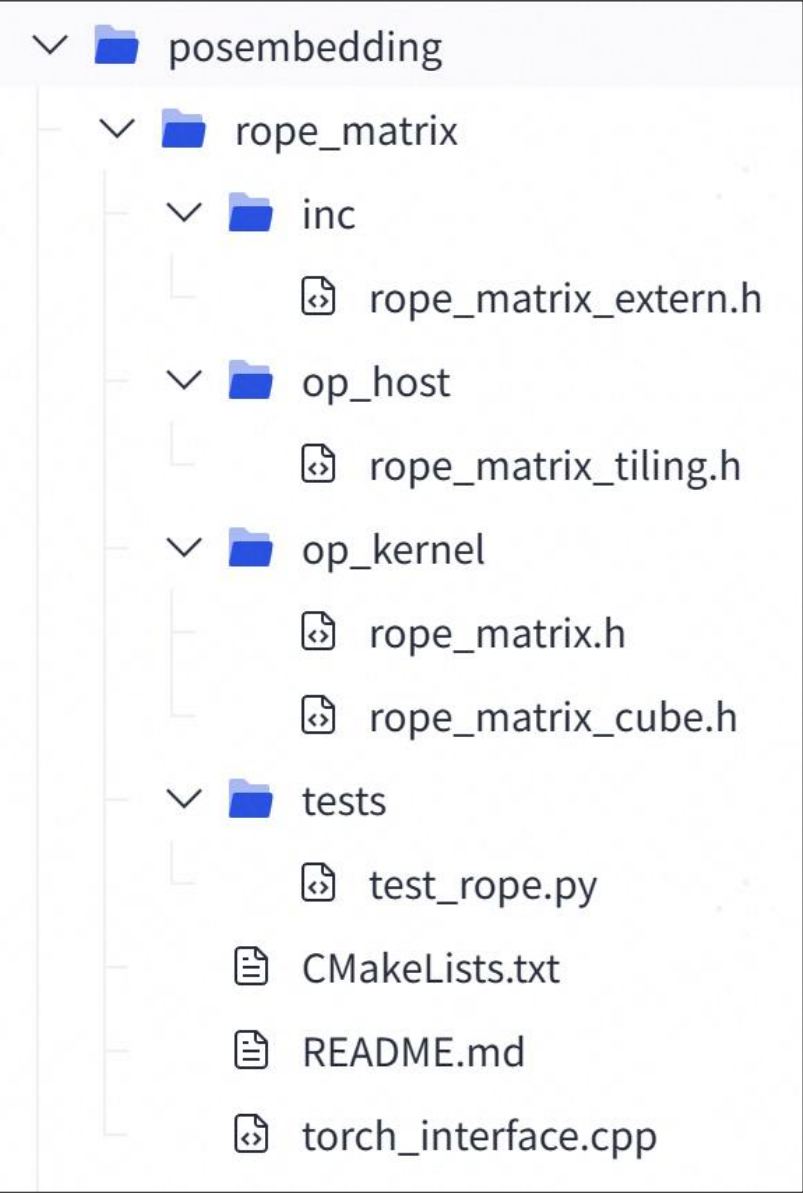 posembedding
rope_matrix
inc
rope_matrix_extern.h
op_host
rope_matrix_tiling.h
op_kernel
rope_matrix.h
rope_matrix_cube.h
tests
test_rope.py
CMakeLists.txt
README.md
torch_interface.cpp